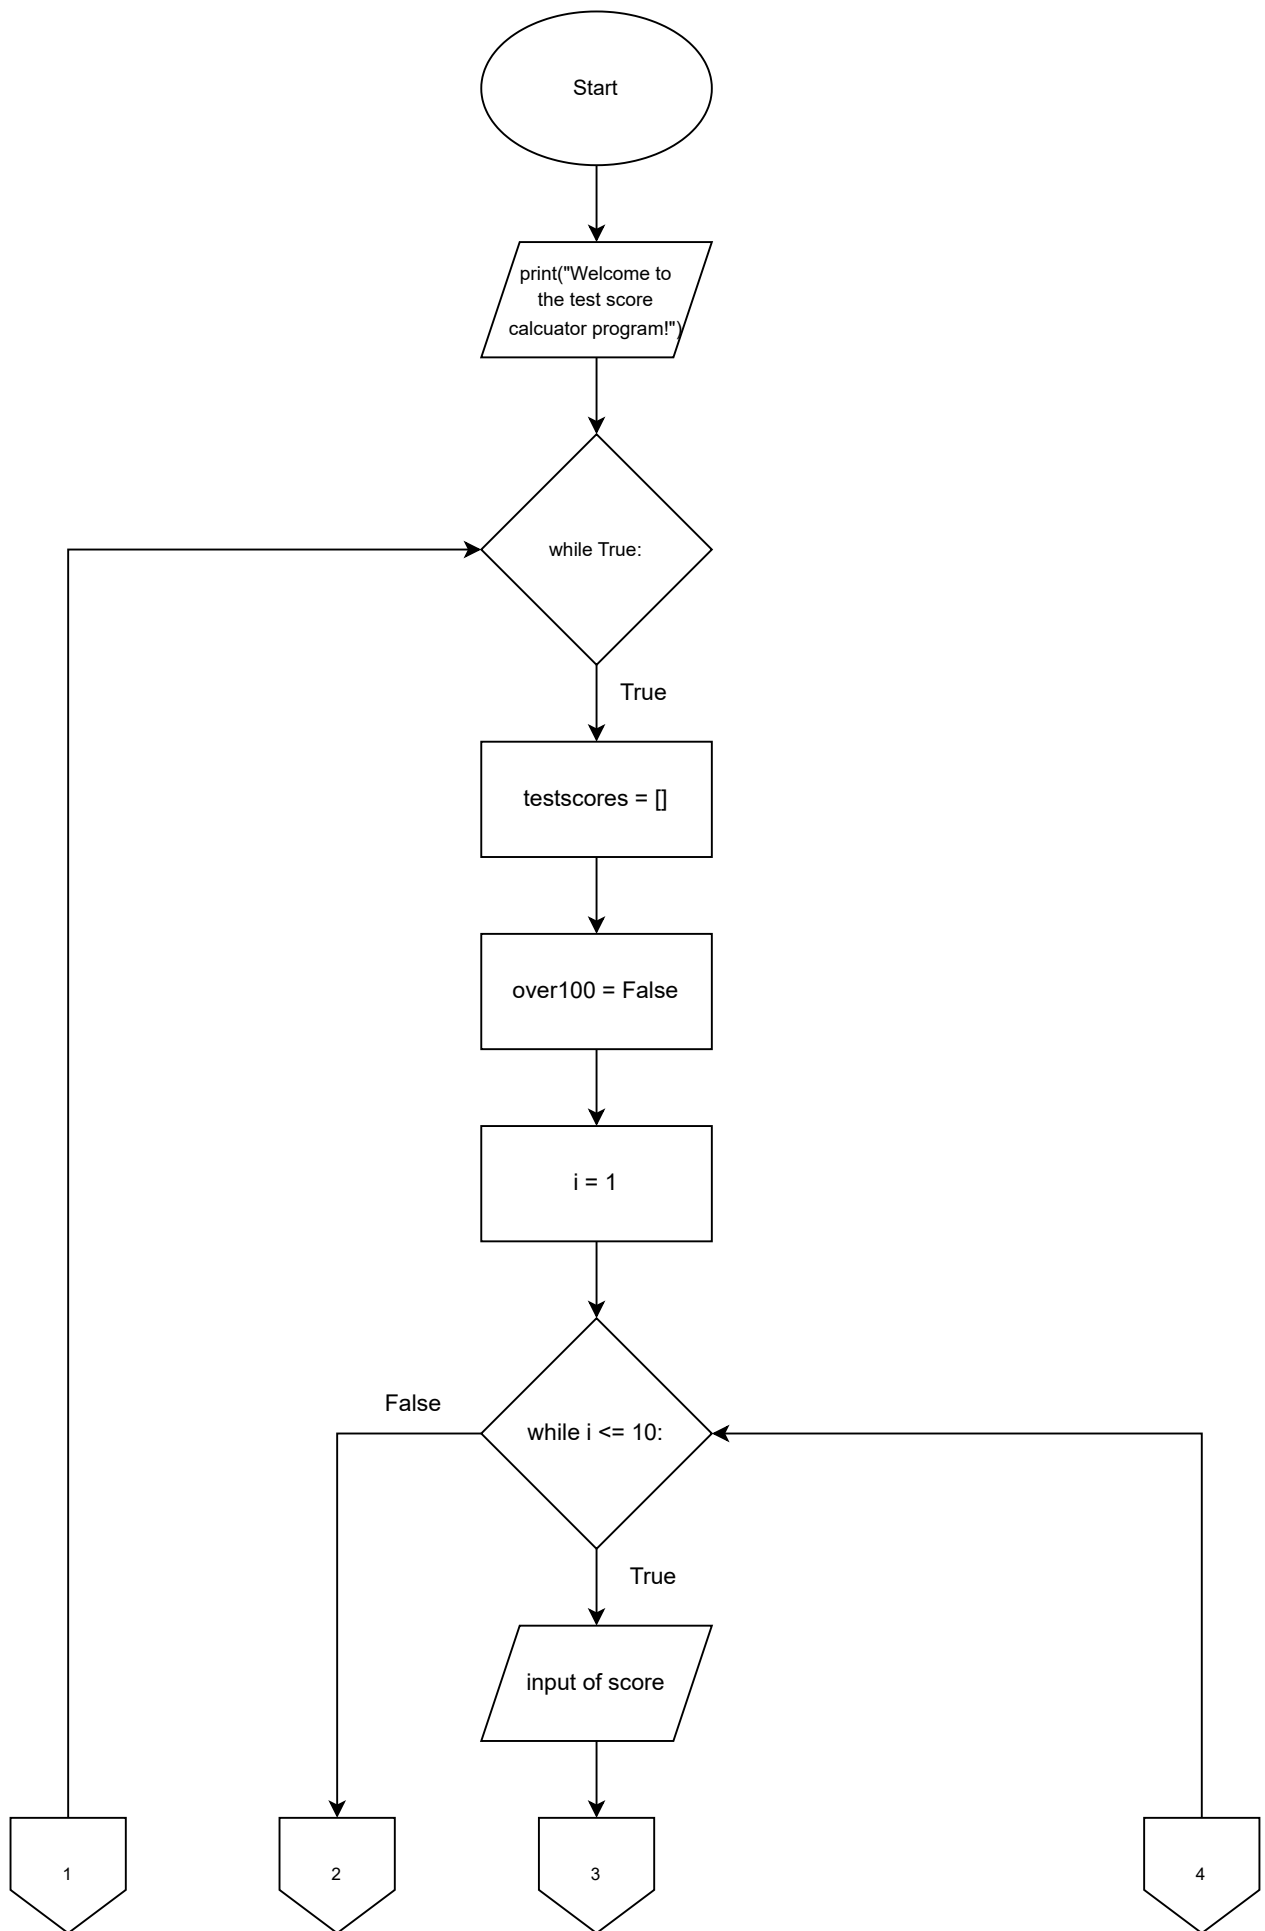 Start
print("Welcome to
the test score
calcuator program!")
while True:
True
testscores = []
over100 = False
i = 1
False
while i <= 10:
True
input of score
1
2
3
4